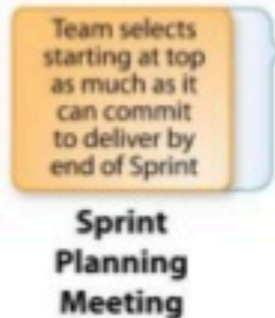 Team selects
starting at top
as much as it
can commit
to deliver by
end of Sprint
Sprint
Planning
Meeting